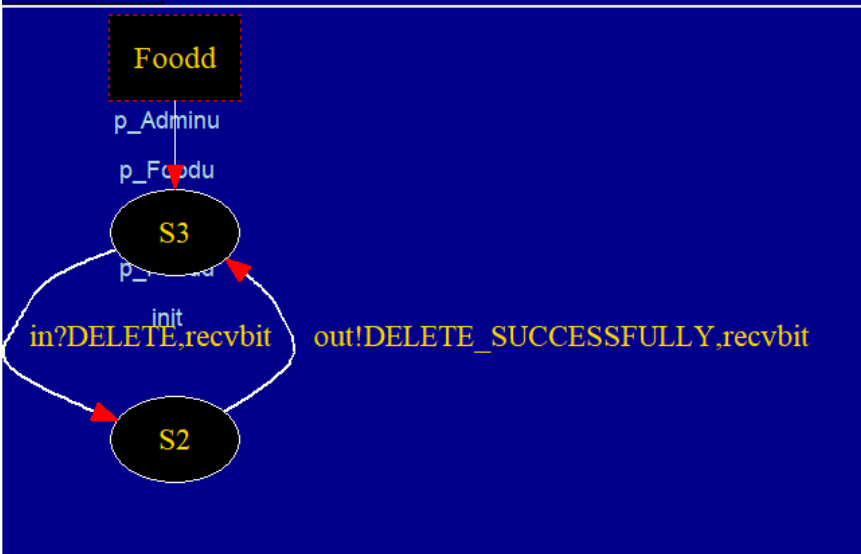 Foodd
p_Adminu
p_Foodu
S3
init
in?DELETE,recvbit
out!DELETE_SUCCESSFULLY,recvbit
S2